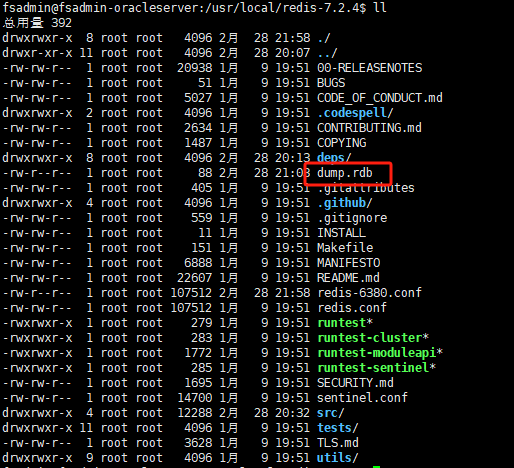 fsadmin@fsadmin-oracleserver:/usr/local/redis-7.2.4$ ll
总用量 392
drwxrwxr-x 8 root root 4096 2月 28 21:58 ./
drwxr-xr-x 11 root root 4096 2月 28 20:07 ../
-rw-rw-r-- 1 root root 20938 1月 9 19:51 00-RELEASENOTES
-rw-rw-r-- 1 root root 51 1月 9 19:51 BUGS
-rw-rw-r-- 1 root root 5027 1月 9 19:51 CODE_OF_CONDUCT.md
drwxrwxr-x 2 root root 4096 1月 9 19:51 .codespell/
-rw-rw-r-- 1 root root 2634 1月 9 19:51 CONTRIBUTING.md
-rw-rw-r-- 1 root root 1487 1月 9 19:51 COPYING
drwxrwxr-x 8 root root 4096 2月 28 20:13 deps/
-rw-r--r-- 1 root root 88 2月 28 21:03 dump.rdb
-rw-rw-r-- 1 root root 405 1月 9 19:51 .gitattributes
drwxrwxr-x 4 root root 4096 1月 9 19:51 .github/
-rw-rw-r-- 1 root root 559 1月 9 19:51 .gitignore
-rw-rw-r-- 1 root root 11 1月 9 19:51 INSTALL
-rw-rw-r-- 1 root root 151 1月 9 19:51 Makefile
-rw-rw-r-- 1 root root 6888 1月 9 19:51 MANIFESTO
-rw-rw-r-- 1 root root 22607 1月 9 19:51 README.md
-rw-r--r-- 1 root root 107512 2月 28 21:58 redis-6380.conf
-rw-rw-r-- 1 root root 107512 1月 9 19:51 redis.conf
-rwxrwxr-x 1 root root 279 1月 9 19:51 runtest*
-rwxrwxr-x 1 root root 283 1月 9 19:51 runtest-cluster*
-rwxrwxr-x 1 root root 1772 1月 9 19:51 runtest-moduleapi*
-rwxrwxr-x 1 root root 285 1月 9 19:51 runtest-sentinel*
-rw-rw-r-- 1 root root 1695 1月 9 19:51 SECURITY.md
-rw-rw-r-- 1 root root 14700 1月 9 19:51 sentinel.conf
drwxrwxr-x 4 root root 12288 2月 28 20:32 src/
drwxrwxr-x 11 root root 4096 1月 9 19:51 tests/
-rw-rw-r-- 1 root root 3628 1月 9 19:51 TLS.md
drwxrwxr-x 9 root root 4096 1月 9 19:51 utils/